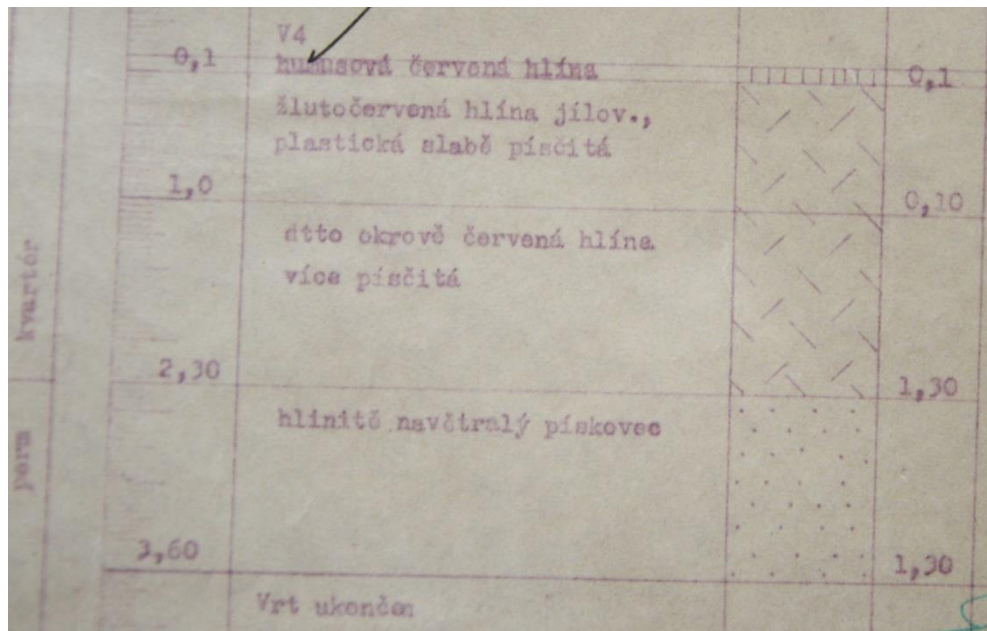 V4
0,1 humusová červená hlína 0,1
žlutočervená hlína jílov.,
plastická slabě písčitá
1,0 0,10
dtto okrově červená hlína
více písčitá
kvartér
2,30 1,30
hlinitě navětralý pískovec
perm
3,60 1,30
Vrt ukončen